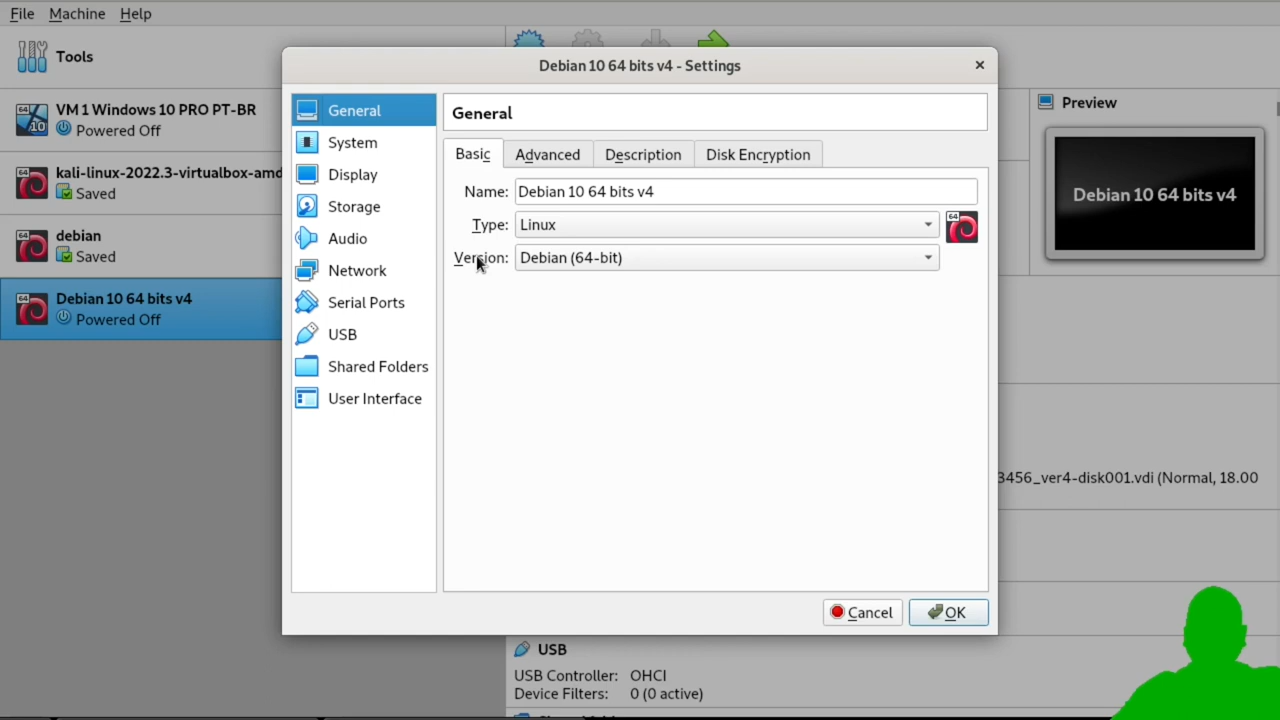 File Machine Help
Tools
VM 1 Windows 10 PRO PT-BR
Powered Off
kali-linux-2022.3-virtualbox-amd
Saved
debian
Saved
Debian 10 64 bits v4
Powered Off
Debian 10 64 bits v4 - Settings
General
System
Display
Storage
Audio
Network
Serial Ports
USB
Shared Folders
User Interface
General
Basic Advanced Description Disk Encryption
Name: Debian 10 64 bits v4
Type: Linux
Version: Debian (64-bit)
Cancel OK
Preview
Debian 10 64 bits v4
3456_ver4-disk001.vdi (Normal, 18.00
USB
USB Controller: OHCI
Device Filters: 0 (0 active)